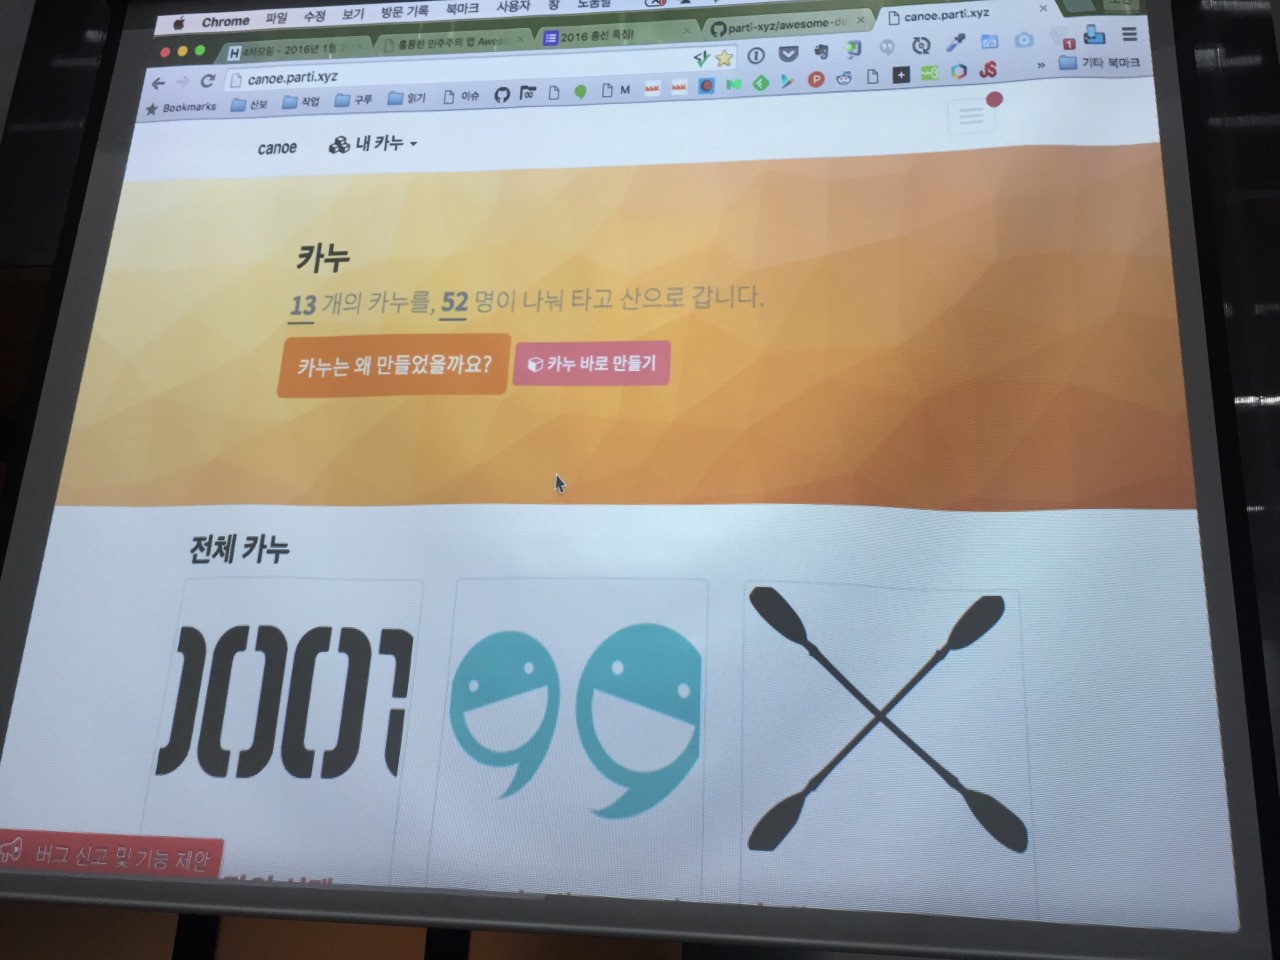 Chrome 파일 수정 보기 방문 기록 북마크 사용자 창 도움말
4차모임 - 2016년 1월 훌륭한 민주주의 앱 Awes 2016 총선 특집! parti-xyz/awesome-de canoe.parti.xyz
canoe.parti.xyz
Bookmarks 산보 작업 구루 읽기 이슈 M 기타 북마크
canoe 내 카누
카누
13 개의 카누를, 52 명이 나눠 타고 산으로 갑니다.
카누는 왜 만들었을까요? 카누 바로 만들기
전체 카누
버그 신고 및 기능 제안